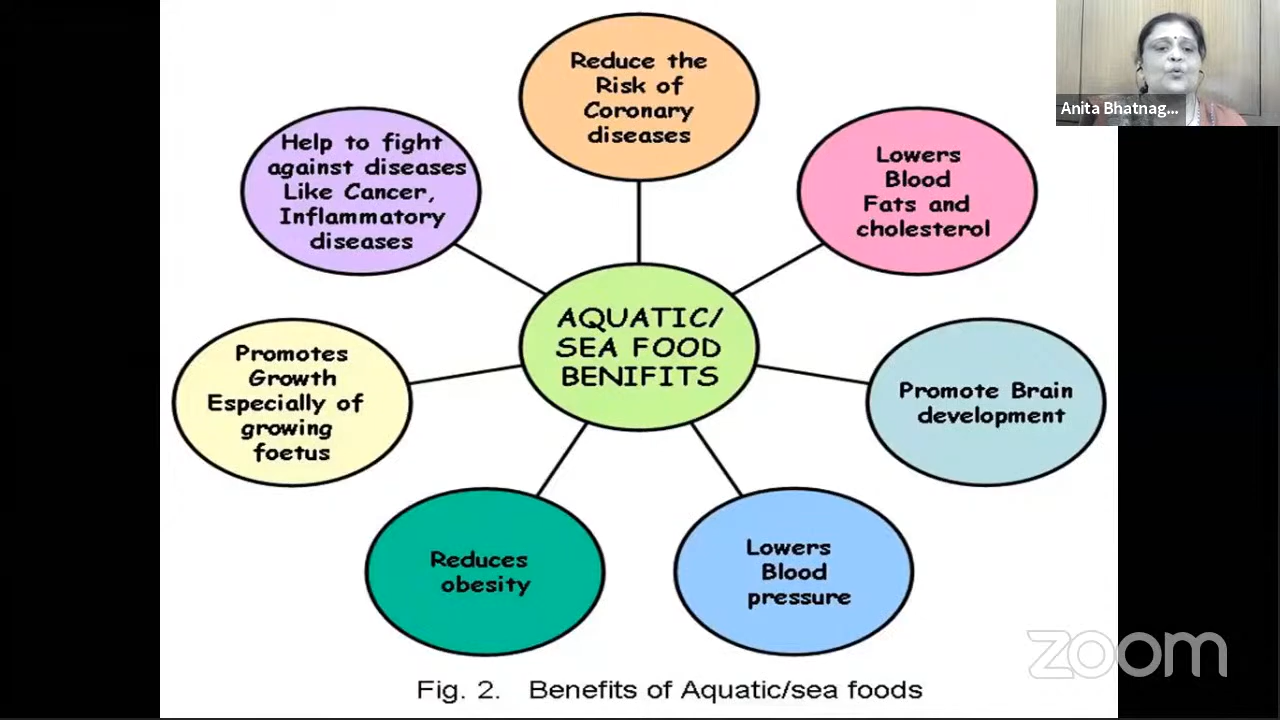 Reduce the
Risk of
Coronary
diseases
Anita Bhatnag...
Help to fight
against diseases
Like Cancer,
Inflammatory
diseases
Lowers
Blood
Fats and
cholesterol
AQUATIC/
SEA FOOD
BENIFITS
Promotes
Growth
Especially of
growing
foetus
Promote Brain
development
Reduces
obesity
Lowers
Blood
pressure
zoom
Fig. 2. Benefits of Aquatic/sea foods